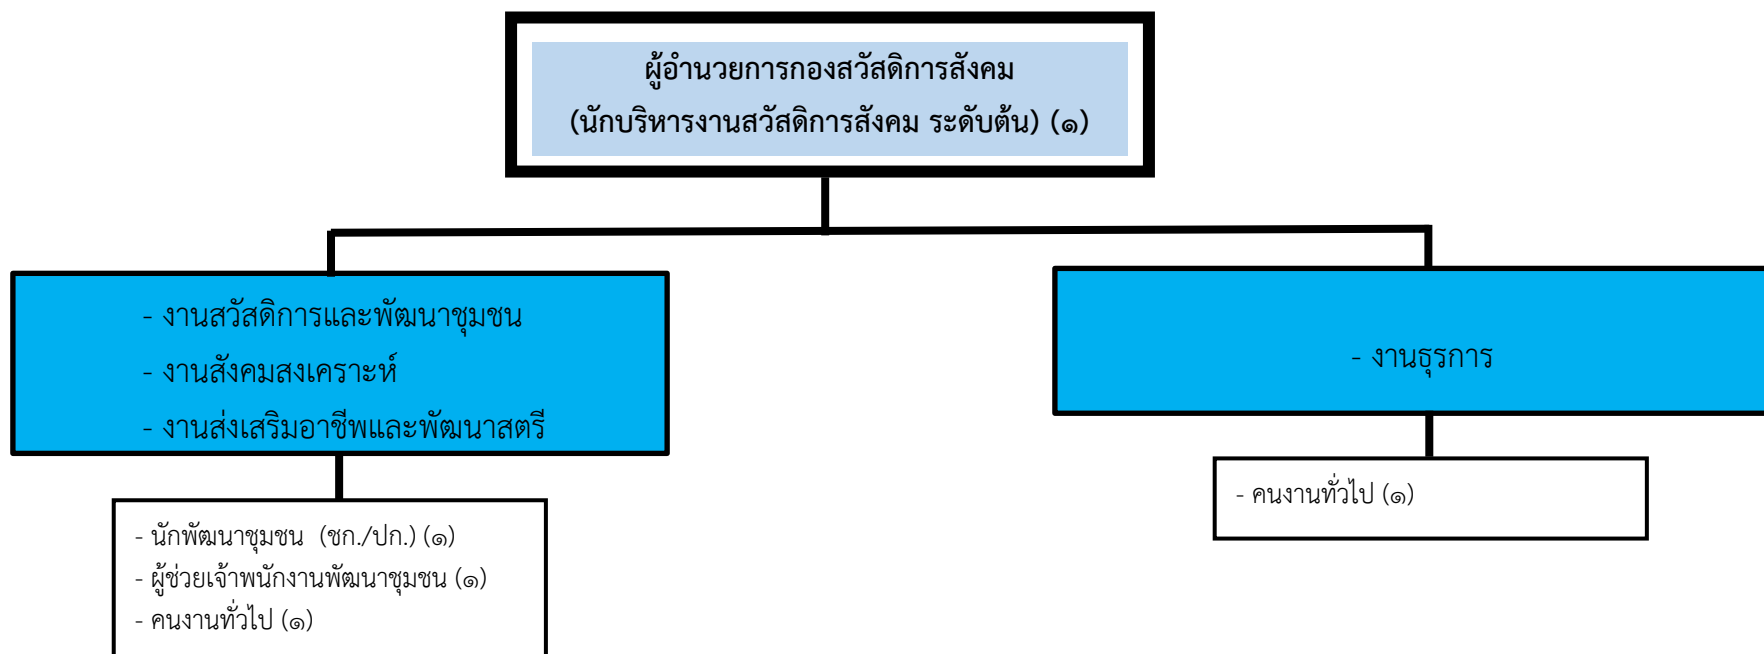 ผู้อำนวยการกองสวัสดิการสังคม
(นักบริหารงานสวัสดิการสังคม ระดับต้น) (๑)
- งานสวัสดิการและพัฒนาชุมชน
- งานสังคมสงเคราะห์
- งานส่งเสริมอาชีพและพัฒนาสตรี
- งานธุรการ
- นักพัฒนาชุมชน (ชก./ปก.) (๑)
- ผู้ช่วยเจ้าพนักงานพัฒนาชุมชน (๑)
- คนงานทั่วไป (๑)
- คนงานทั่วไป (๑)